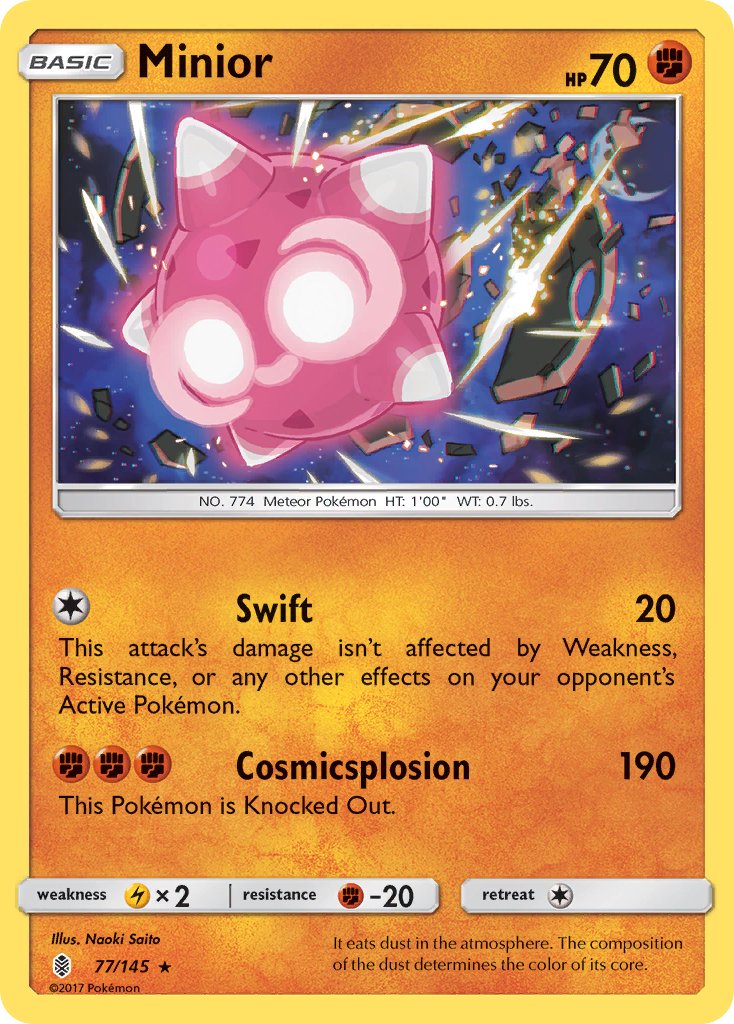 BASIC Minior HP 70
NO. 774 Meteor Pokémon HT: 1'00" WT: 0.7 lbs.
Swift 20
This attack's damage isn't affected by Weakness,
Resistance, or any other effects on your opponent's
Active Pokémon.
Cosmicsplosion 190
This Pokémon is Knocked Out.
weakness ×2 resistance -20 retreat
Illus. Naoki Saito
77/145 ★
©2017 Pokémon
It eats dust in the atmosphere. The composition
of the dust determines the color of its core.